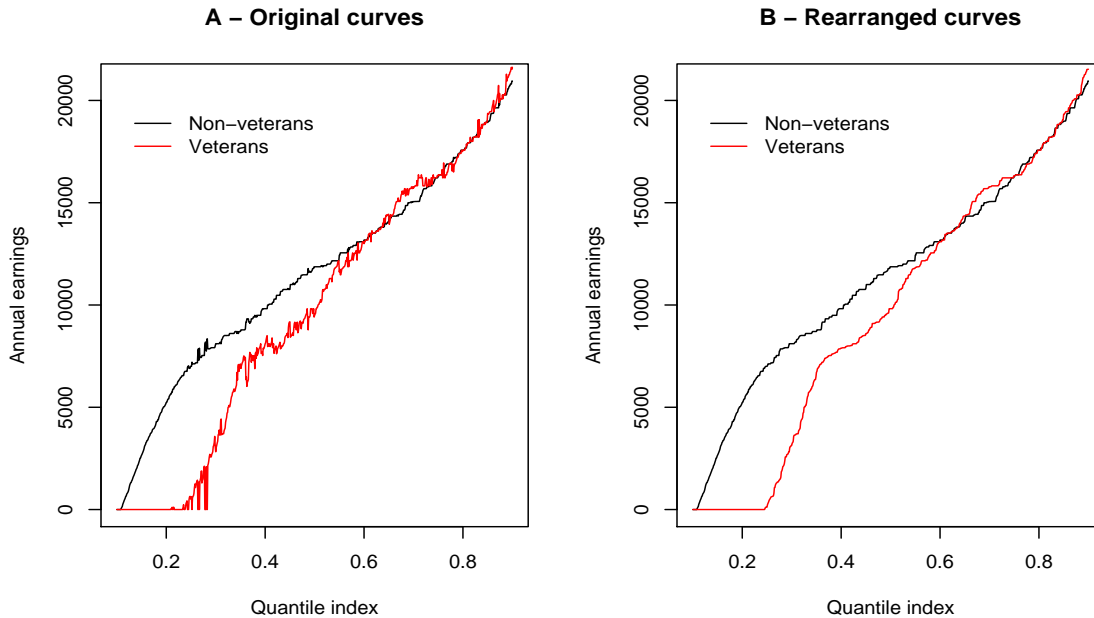 A – Original curves
Annual earnings
20000
15000
10000
5000
0
Non–veterans
Veterans
0.2 0.4 0.6 0.8
Quantile index
B – Rearranged curves
Annual earnings
20000
15000
10000
5000
0
Non–veterans
Veterans
0.2 0.4 0.6 0.8
Quantile index